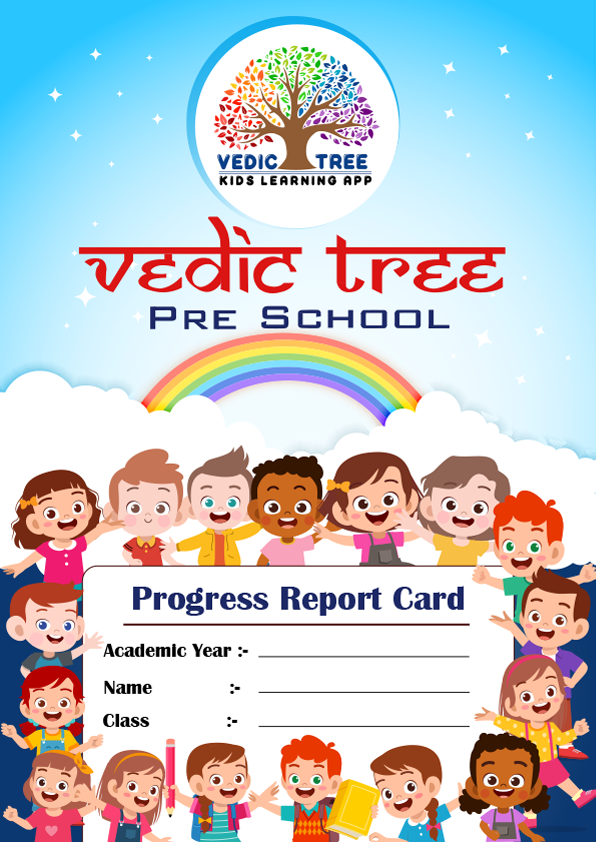 VEDIC TREE
KIDS LEARNING APP
vedic tree
PRE SCHOOL
Progress Report Card
Academic Year :-
Name :-
Class :-